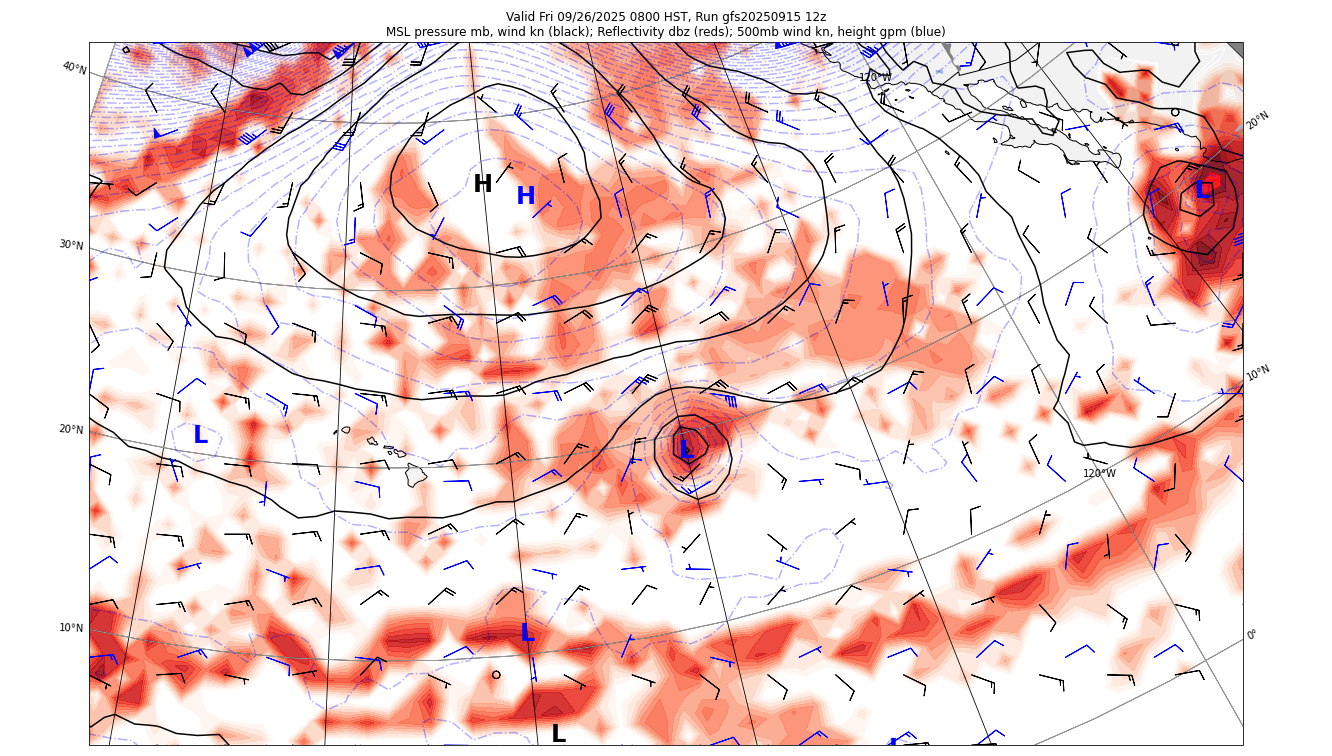 Valid Fri 09/26/2025 0800 HST, Run gfs20250915 12z
MSL pressure mb, wind kn (black); Reflectivity dbz (reds); 500mb wind kn, height gpm (blue)
40°N
120°W
20°N
H
H
L
30°N
10°N
20°N
L
L
120°W
10°N
L
0°
L
L